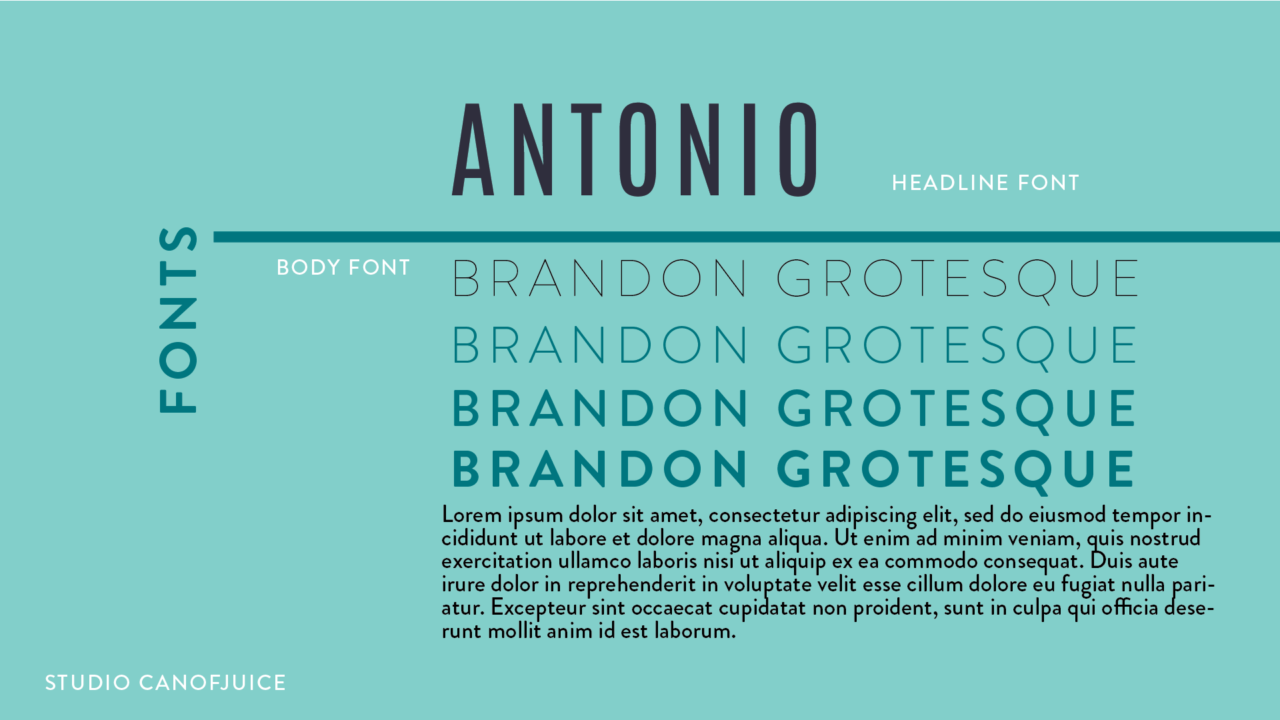 ANTONIO
HEADLINE FONT
FONTS
BODY FONT
BRANDON GROTESQUE
BRANDON GROTESQUE
BRANDON GROTESQUE
BRANDON GROTESQUE
Lorem ipsum dolor sit amet, consectetur adipiscing elit, sed do eiusmod tempor in-
cididunt ut labore et dolore magna aliqua. Ut enim ad minim veniam, quis nostrud
exercitation ullamco laboris nisi ut aliquip ex ea commodo consequat. Duis aute
irure dolor in reprehenderit in voluptate velit esse cillum dolore eu fugiat nulla pari-
atur. Excepteur sint occaecat cupidatat non proident, sunt in culpa qui officia dese-
runt mollit anim id est laborum.
STUDIO CANOFJUICE